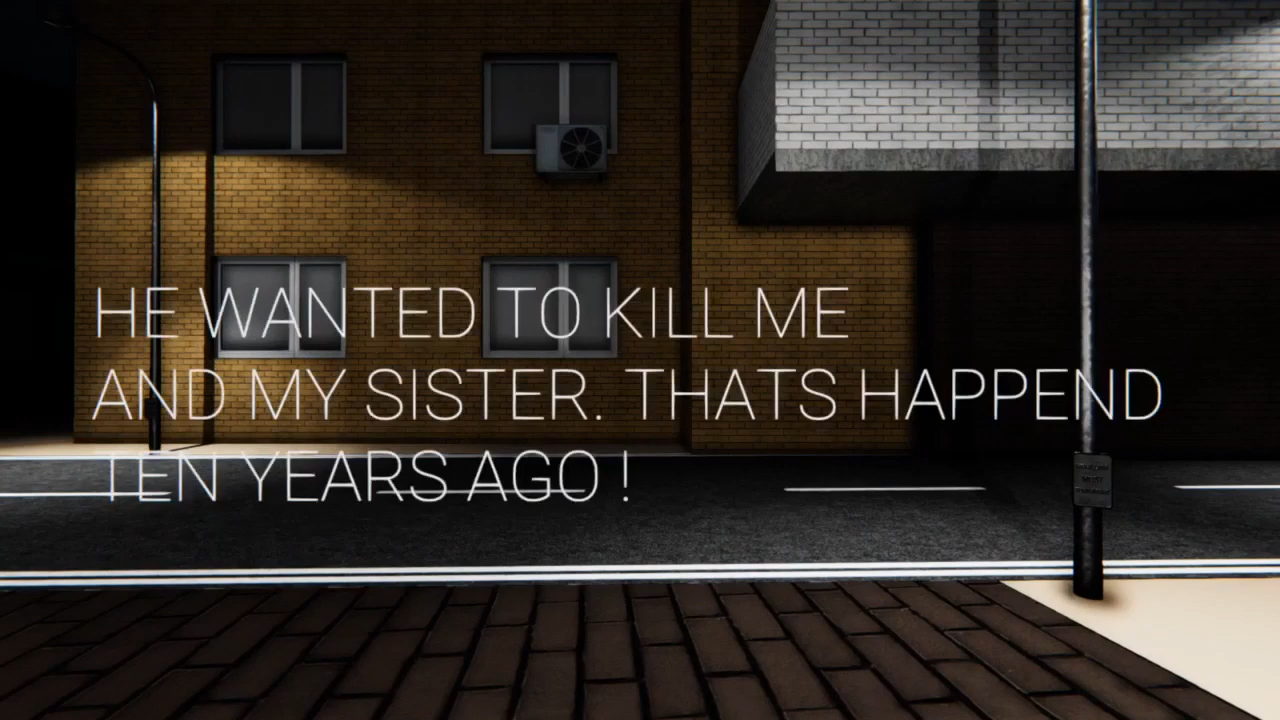 HE WANTED TO KILL ME
AND MY SISTER. THATS HAPPEND
TEN YEARS AGO !